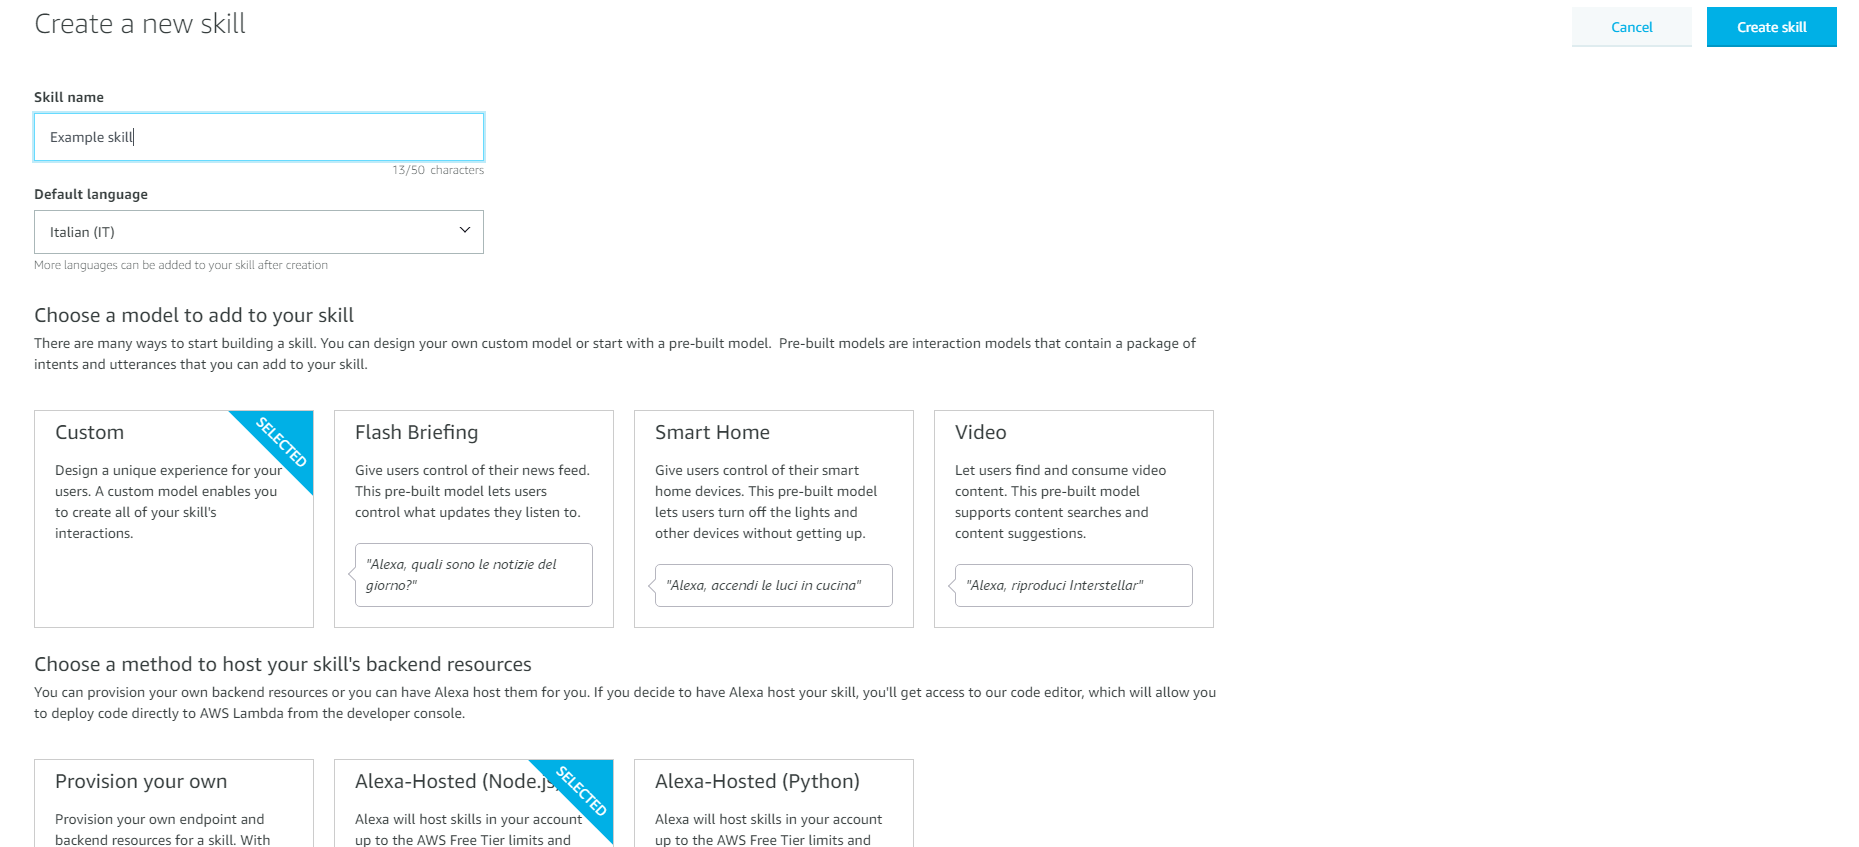 Create a new skill
Cancel
Create skill
Skill name
Example skill
13/50 characters
Default language
Italian (IT)
More languages can be added to your skill after creation
Choose a model to add to your skill
There are many ways to start building a skill. You can design your own custom model or start with a pre-built model. Pre-built models are interaction models that contain a package of
intents and utterances that you can add to your skill.
Custom
SELECTED
Design a unique experience for your
users. A custom model enables you
to create all of your skill's
interactions.
Flash Briefing
Give users control of their news feed.
This pre-built model lets users
control what updates they listen to.
"Alexa, quali sono le notizie del
giorno?"
Smart Home
Give users control of their smart
home devices. This pre-built model
lets users turn off the lights and
other devices without getting up.
"Alexa, accendi le luci in cucina"
Video
Let users find and consume video
content. This pre-built model
supports content searches and
content suggestions.
"Alexa, riproduci Interstellar"
Choose a method to host your skill's backend resources
You can provision your own backend resources or you can have Alexa host them for you. If you decide to have Alexa host your skill, you'll get access to our code editor, which will allow you
to deploy code directly to AWS Lambda from the developer console.
Provision your own
Provision your own endpoint and
backend resources for a skill. With
Alexa-Hosted (Node.js)
SELECTED
Alexa will host skills in your account
up to the AWS Free Tier limits and
Alexa-Hosted (Python)
Alexa will host skills in your account
up to the AWS Free Tier limits and